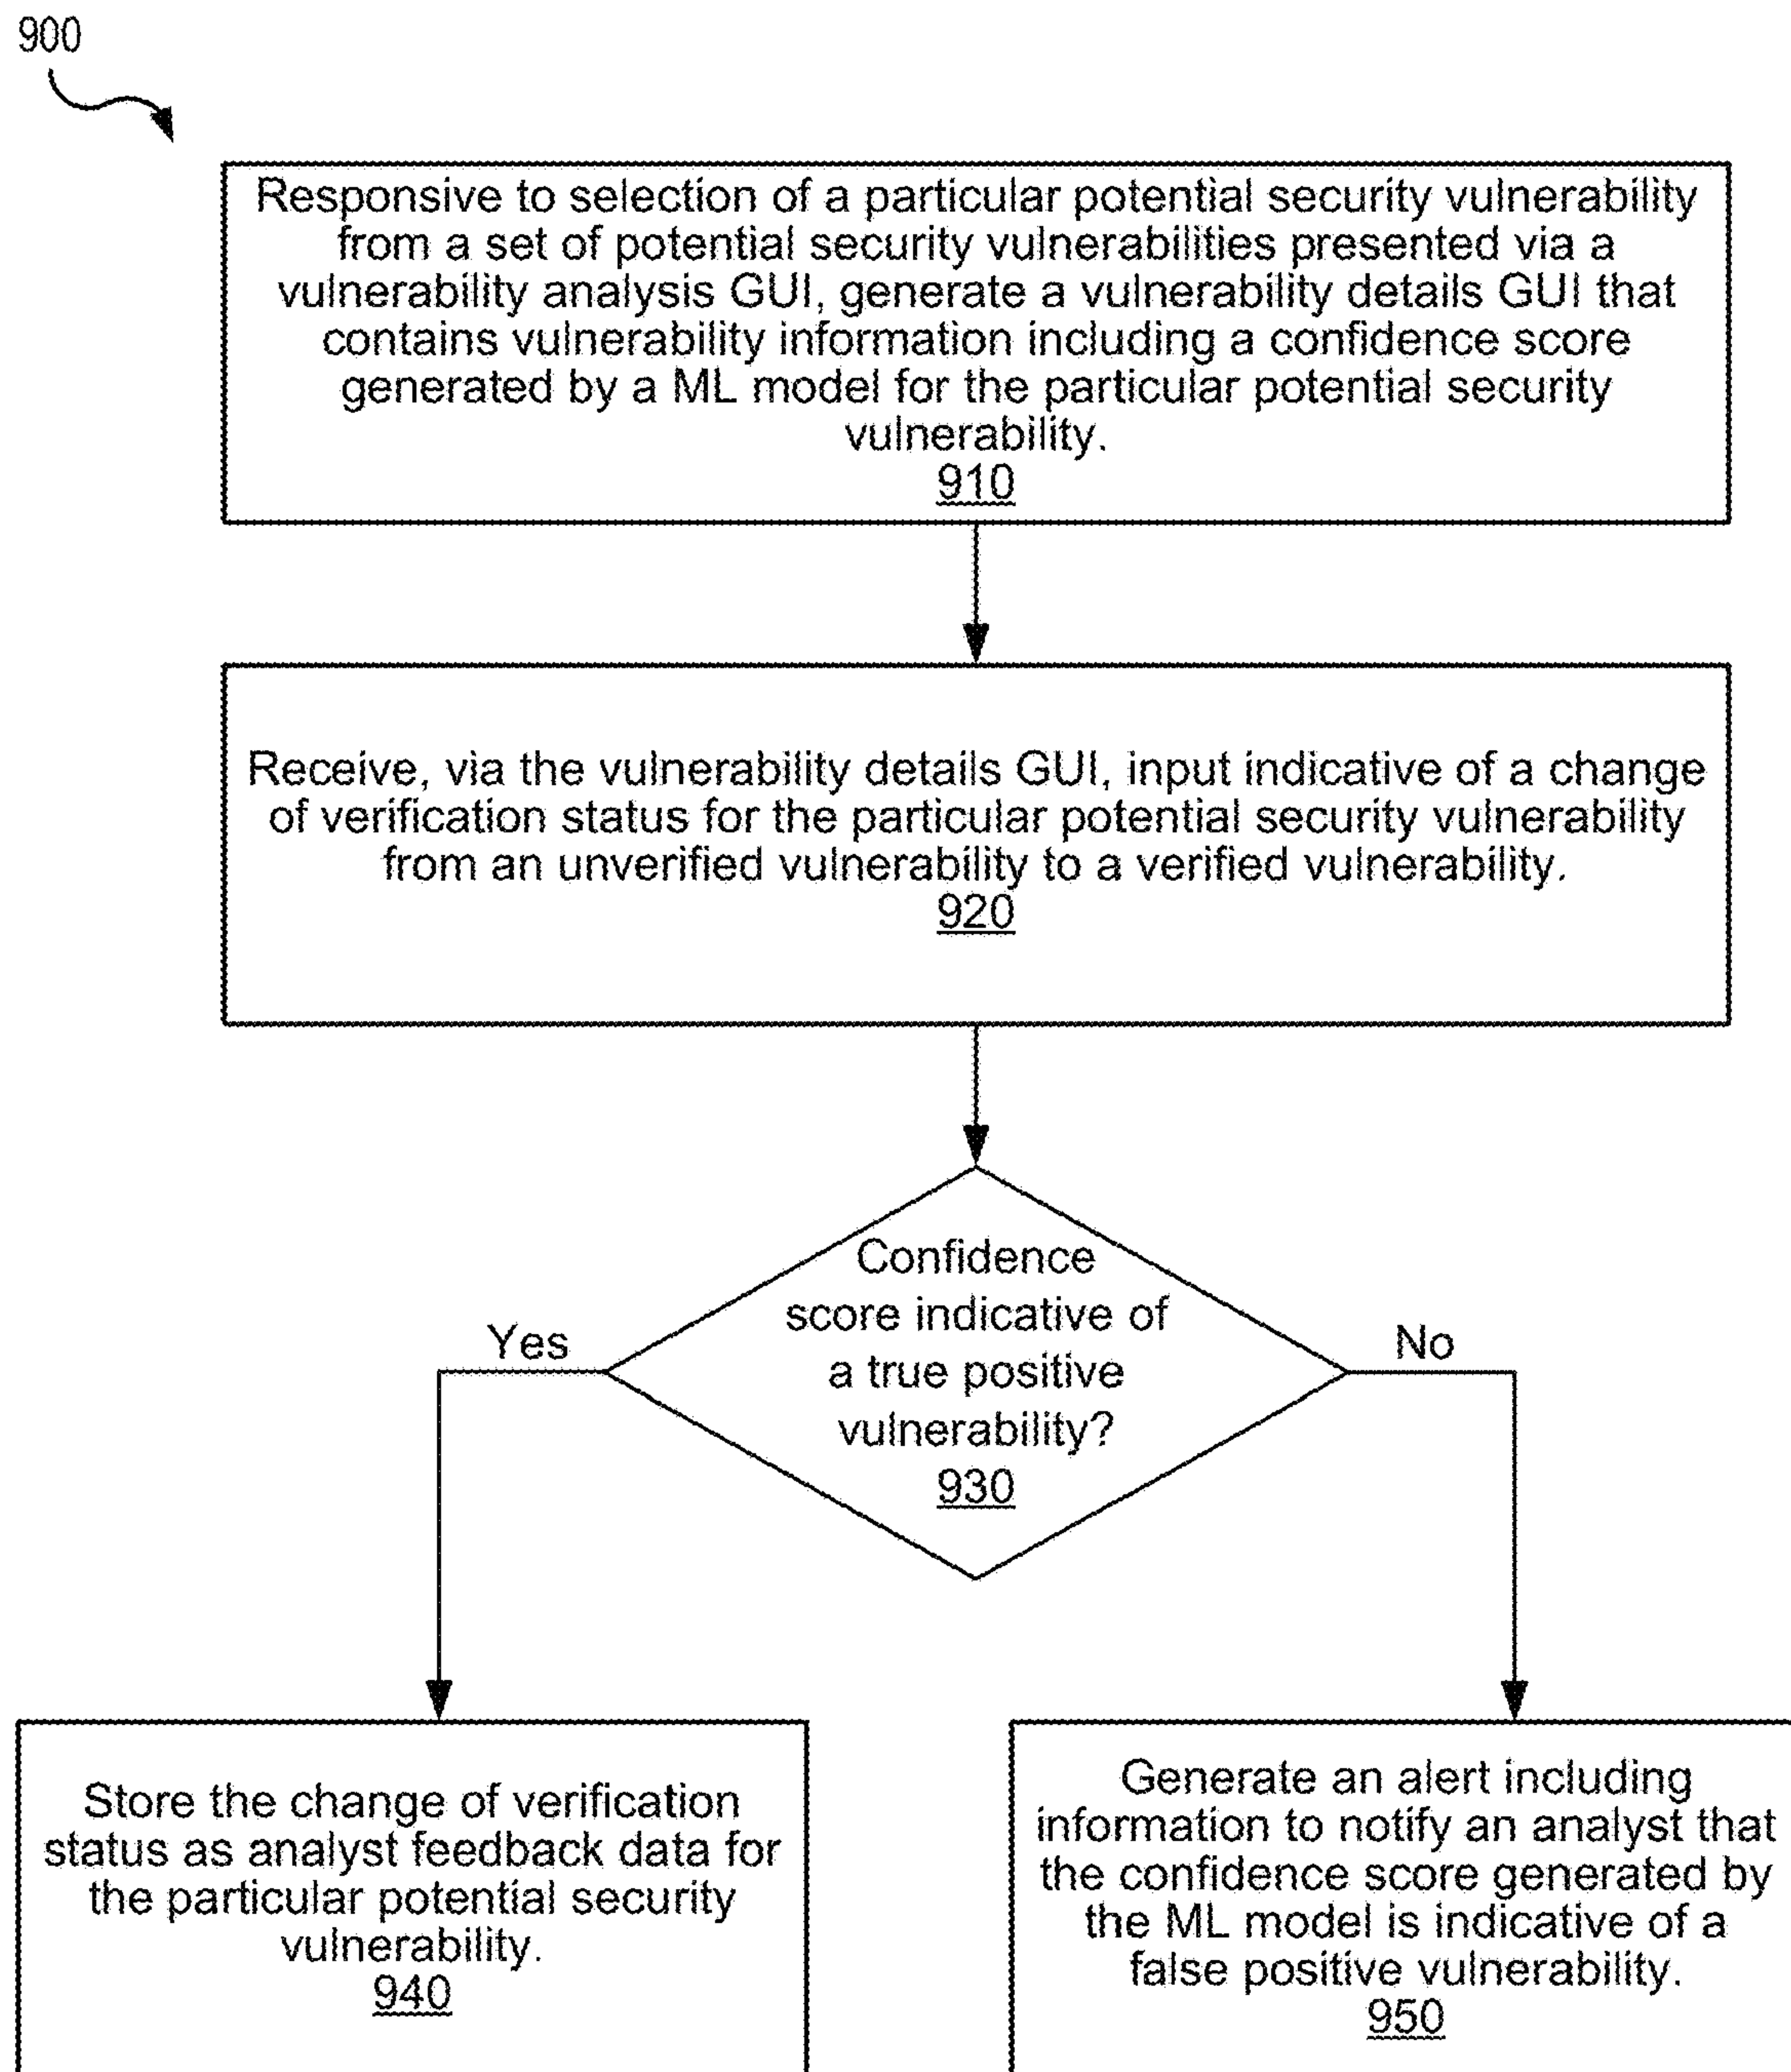 900
Responsive to selection of a particular potential security vulnerability
from a set of potential security vulnerabilities presented via a
vulnerability analysis GUI, generate a vulnerability details GUI that
contains vulnerability information including a confidence score
generated by a ML model for the particular potential security
vulnerability.
910
Receive, via the vulnerability details GUI, input indicative of a change
of verification status for the particular potential security vulnerability
from an unverified vulnerability to a verified vulnerability.
920
Confidence
score indicative of
a true positive
vulnerability?
930
Yes
No
Store the change of verification
status as analyst feedback data for
the particular potential security
vulnerability.
940
Generate an alert including
information to notify an analyst that
the confidence score generated by
the ML model is indicative of a
false positive vulnerability.
950